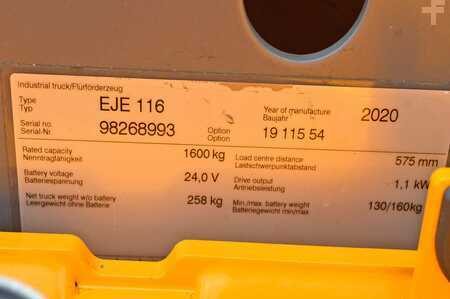 Industrial truck/Flurförderzeug
Type
Typ
EJE 116
Year of manufacture
Baujahr
2020
Serial no.
Serial-Nr.
98268993
Option
Option
19 115 54
Rated capacity
Nenntragfähigkeit
1600 kg
Load centre distance
Lastschwerpunktabstand
575 mm
Battery voltage
Batteriespannung
24,0 V
Drive output
Antriebsleistung
1,1 kW
Net truck weight w/o battery
Leergewicht ohne Batterie
258 kg
Min./max. battery weight
Batteriegewicht min/max
130/160kg